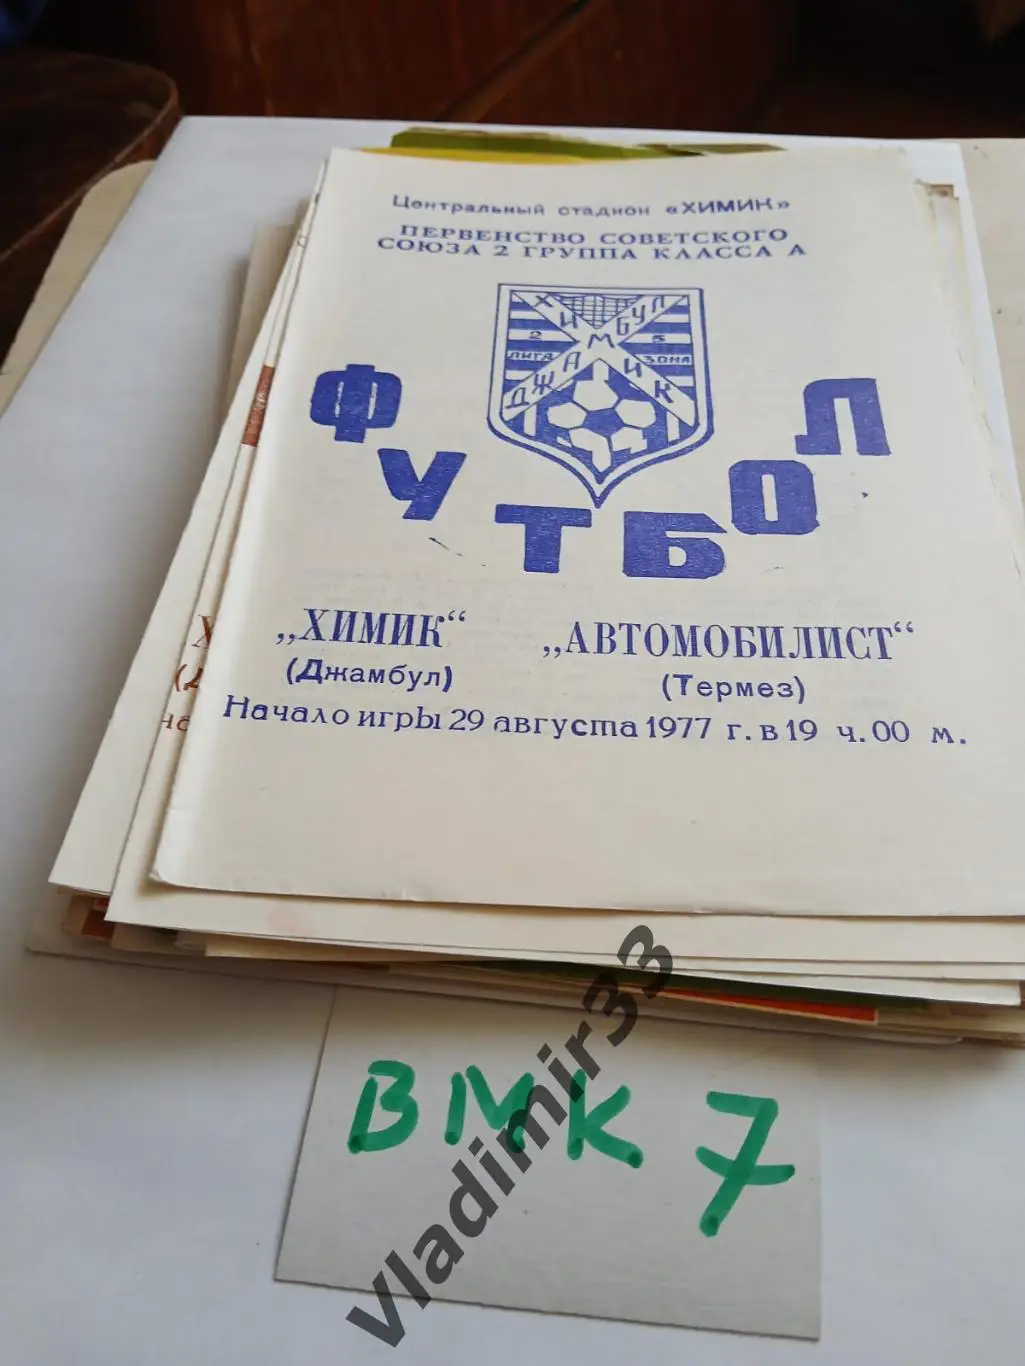 Центральный стадион «ХИМИК»
ПЕРВЕНСТВО СОВЕТСКОГО
СОЮЗА 2 ГРУППА КЛАССА А
ХИМИК
ДЖАМБУЛ
2 5
ЛИГА ЗОНА
ФУТБОЛ
„ХИМИК“ „АВТОМОБИЛИСТ“
(Джамбул) (Термез)
Начало игры 29 августа 1977 г. в 19 ч. 00 м.
ВМК 7
vladimir33